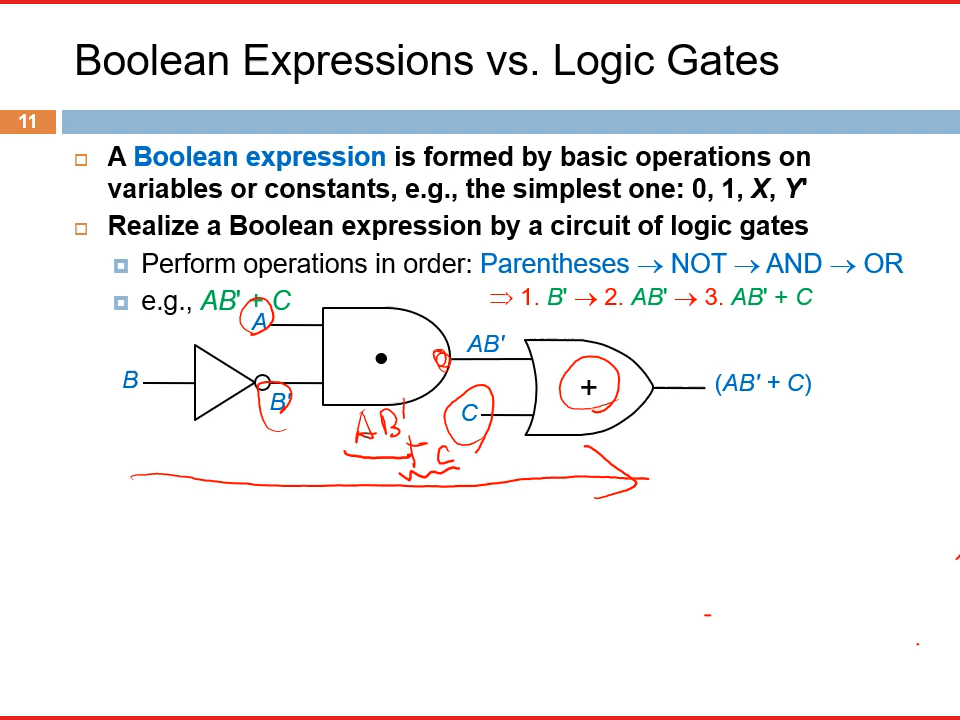 Boolean Expressions vs. Logic Gates
11
A Boolean expression is formed by basic operations on
variables or constants, e.g., the simplest one: 0, 1, X, Y'
Realize a Boolean expression by a circuit of logic gates
Perform operations in order: Parentheses → NOT → AND → OR
e.g., AB' + C ⇒ 1. B' → 2. AB' → 3. AB' + C
A
AB'
B
B'
C
+
(AB' + C)
AB'
+ C